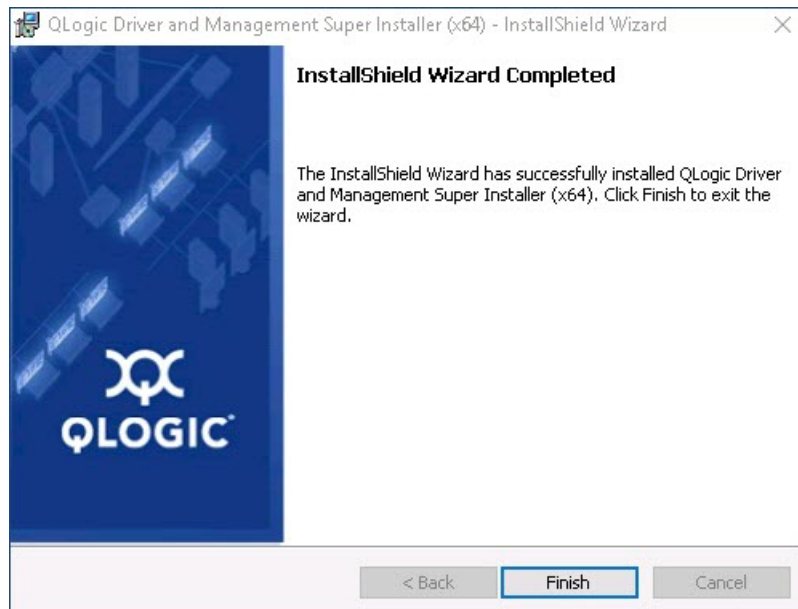 QLogic Driver and Management Super Installer (x64) - InstallShield Wizard
InstallShield Wizard Completed
The InstallShield Wizard has successfully installed QLogic Driver
and Management Super Installer (x64). Click Finish to exit the
wizard.
QLOGIC
< Back
Finish
Cancel